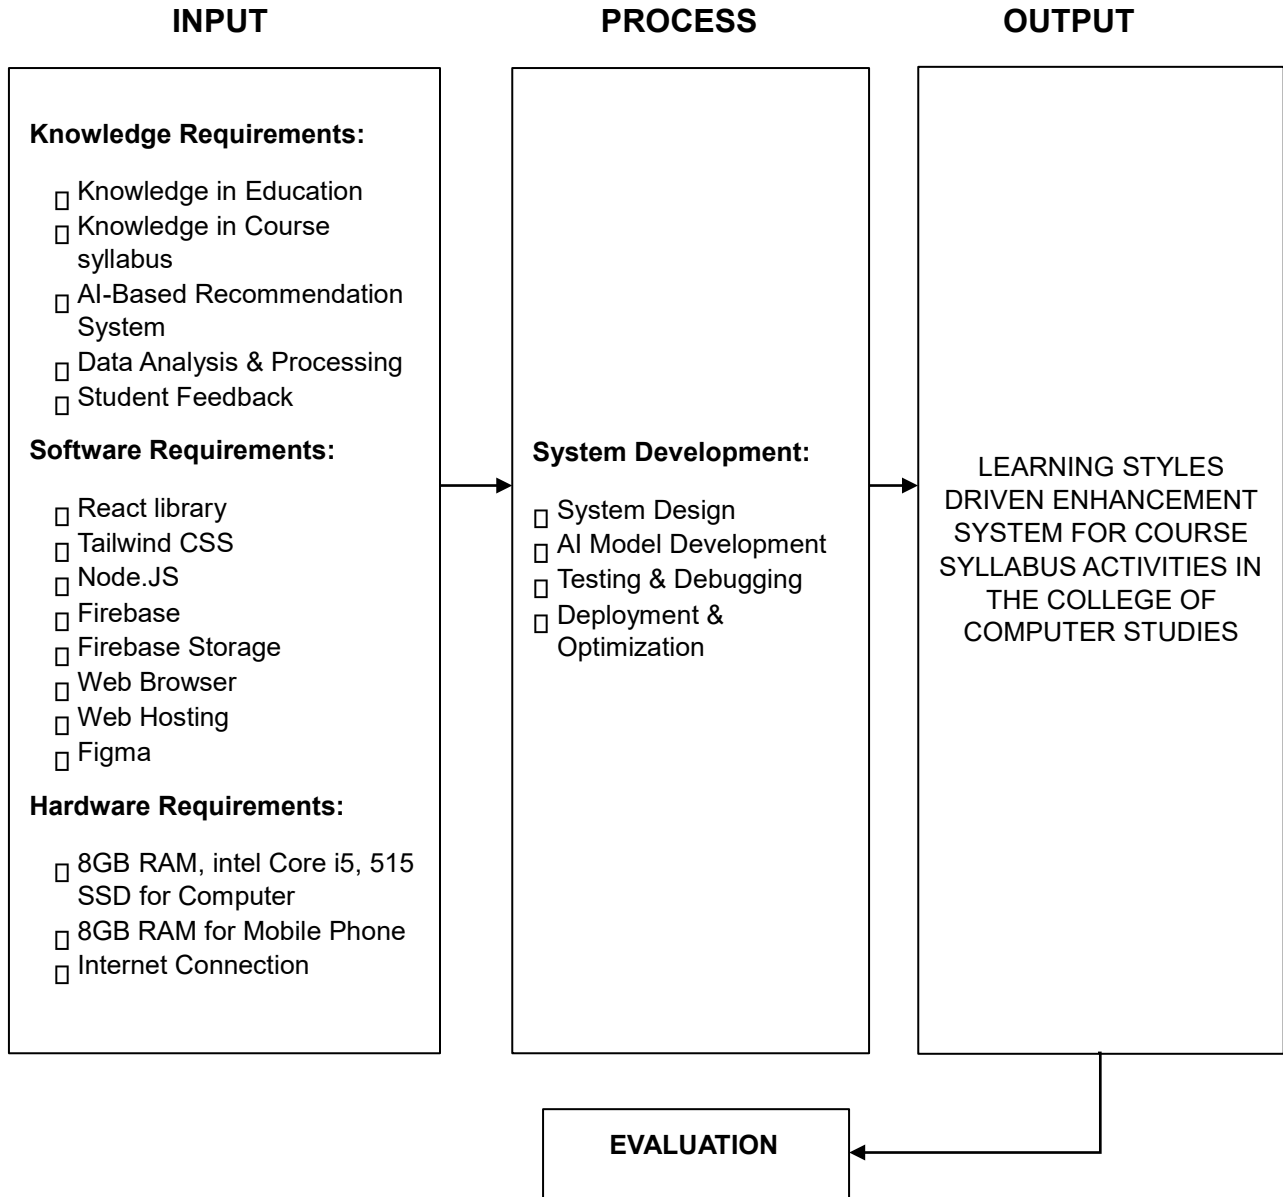 INPUT
PROCESS
OUTPUT
Knowledge Requirements:
Knowledge in Education
Knowledge in Course
syllabus
AI-Based Recommendation
System
Data Analysis & Processing
Student Feedback
Software Requirements:
React library
Tailwind CSS
Node.JS
Firebase
Firebase Storage
Web Browser
Web Hosting
Figma
Hardware Requirements:
8GB RAM, intel Core i5, 515
SSD for Computer
8GB RAM for Mobile Phone
Internet Connection
System Development:
System Design
AI Model Development
Testing & Debugging
Deployment &
Optimization
LEARNING STYLES
DRIVEN ENHANCEMENT
SYSTEM FOR COURSE
SYLLABUS ACTIVITIES IN
THE COLLEGE OF
COMPUTER STUDIES
EVALUATION